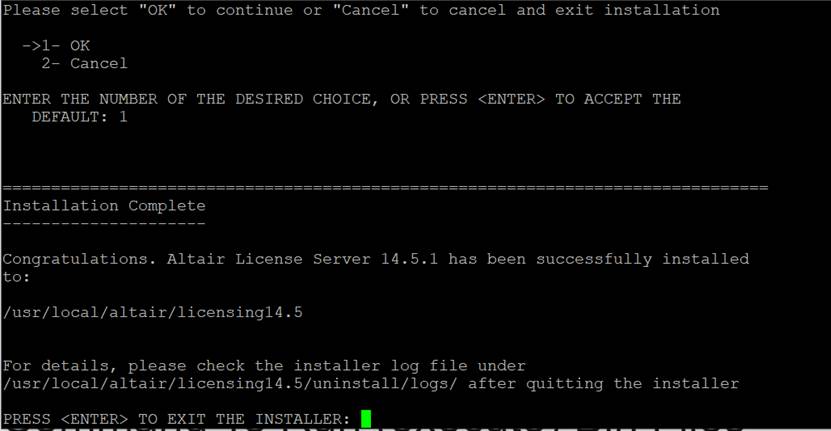 Please select "OK" to continue or "Cancel" to cancel and exit installation
->1- OK
2- Cancel
ENTER THE NUMBER OF THE DESIRED CHOICE, OR PRESS <ENTER> TO ACCEPT THE
DEFAULT: 1
===============================================================================
Installation Complete
---------------------
Congratulations. Altair License Server 14.5.1 has been successfully installed
to:
/usr/local/altair/licensing14.5
For details, please check the installer log file under
/usr/local/altair/licensing14.5/uninstall/logs/ after quitting the installer
PRESS <ENTER> TO EXIT THE INSTALLER: